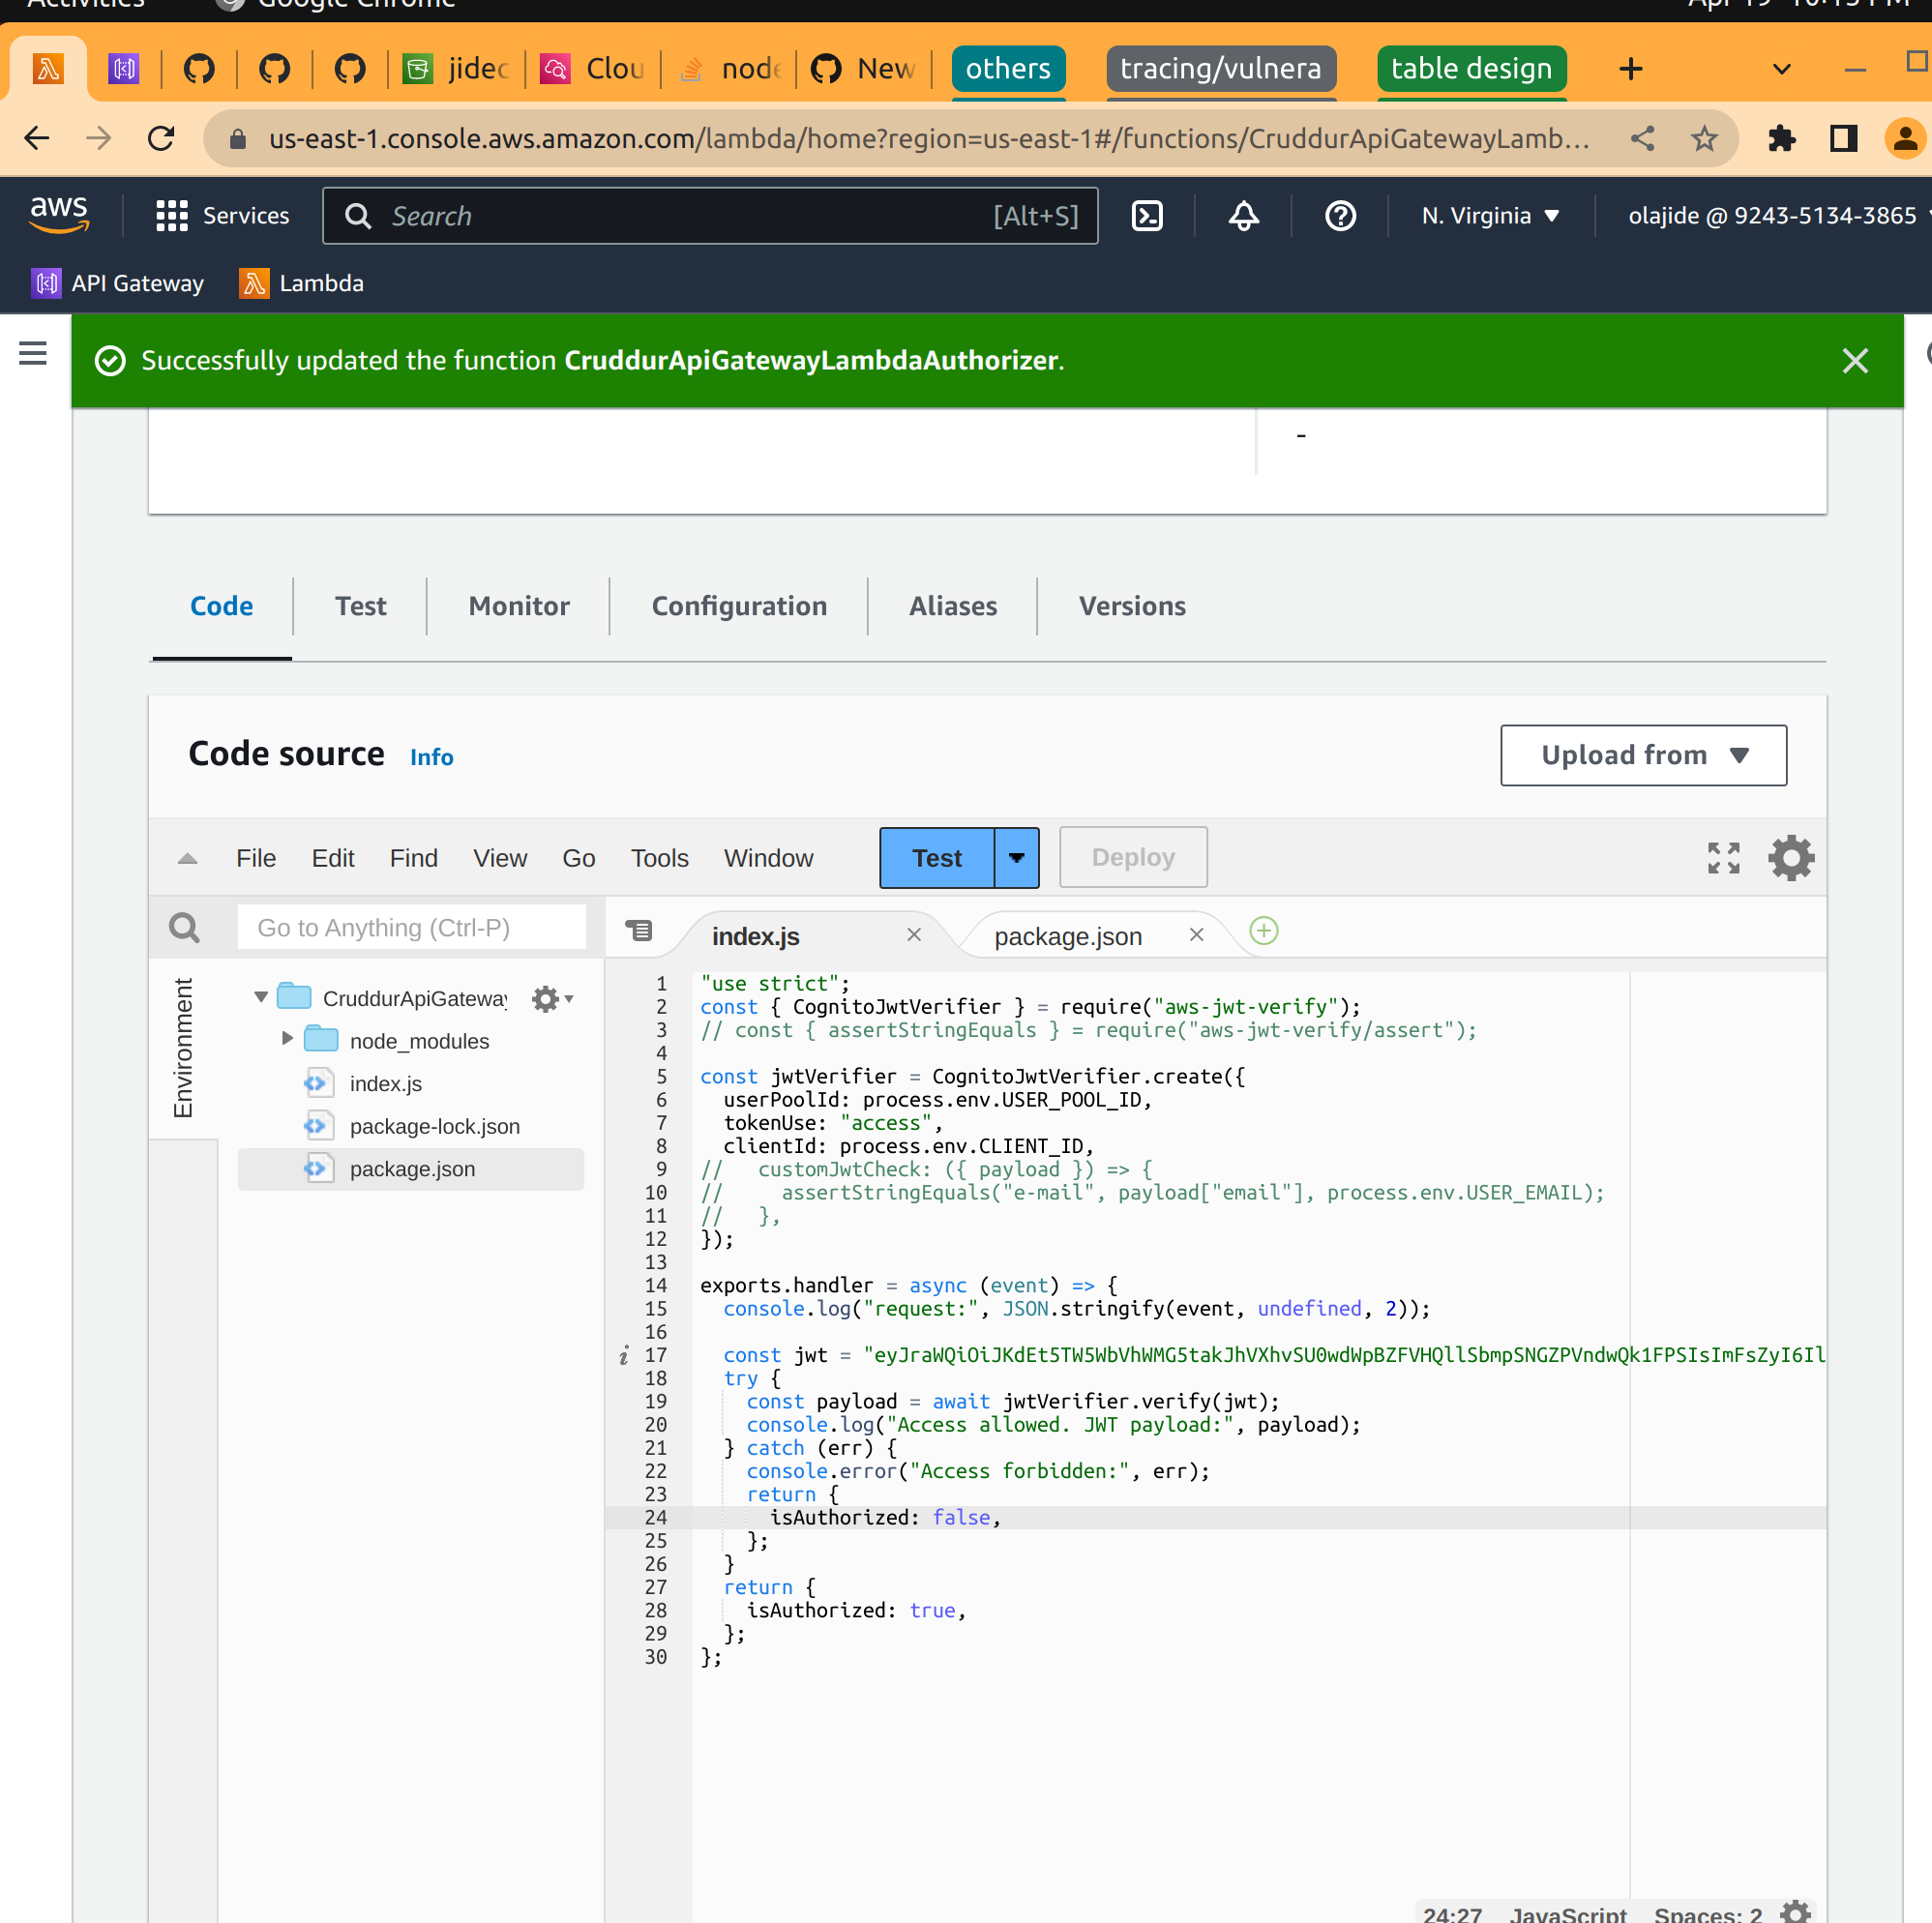 Activities Google Chrome Apr 19 10:13 PM
jidec Clou node New others tracing/vulnera table design
us-east-1.console.aws.amazon.com/lambda/home?region=us-east-1#/functions/CruddurApiGatewayLamb...
aws Services Search [Alt+S] N. Virginia olajide @ 9243-5134-3865
API Gateway Lambda
Successfully updated the function CruddurApiGatewayLambdaAuthorizer.
-
Code Test Monitor Configuration Aliases Versions
Code source Info Upload from
File Edit Find View Go Tools Window Test Deploy
Go to Anything (Ctrl-P) index.js package.json
Environment
CruddurApiGateway
node_modules
index.js
package-lock.json
package.json
1 "use strict";
2 const { CognitoJwtVerifier } = require("aws-jwt-verify");
3 // const { assertStringEquals } = require("aws-jwt-verify/assert");
4
5 const jwtVerifier = CognitoJwtVerifier.create({
6 userPoolId: process.env.USER_POOL_ID,
7 tokenUse: "access",
8 clientId: process.env.CLIENT_ID,
9 // customJwtCheck: ({ payload }) => {
10 // assertStringEquals("e-mail", payload["email"], process.env.USER_EMAIL);
11 // },
12 });
13
14 exports.handler = async (event) => {
15 console.log("request:", JSON.stringify(event, undefined, 2));
16
17 const jwt = "eyJraWQiOiJKdEt5TW5WbVhWMG5takJhVXhvSU0wdWpBZFVHQllSbmpSNGZPVndwQk1FPSIsImFsZyI6Il
18 try {
19 const payload = await jwtVerifier.verify(jwt);
20 console.log("Access allowed. JWT payload:", payload);
21 } catch (err) {
22 console.error("Access forbidden:", err);
23 return {
24 isAuthorized: false,
25 };
26 }
27 return {
28 isAuthorized: true,
29 };
30 };
24:27 JavaScript Spaces: 2